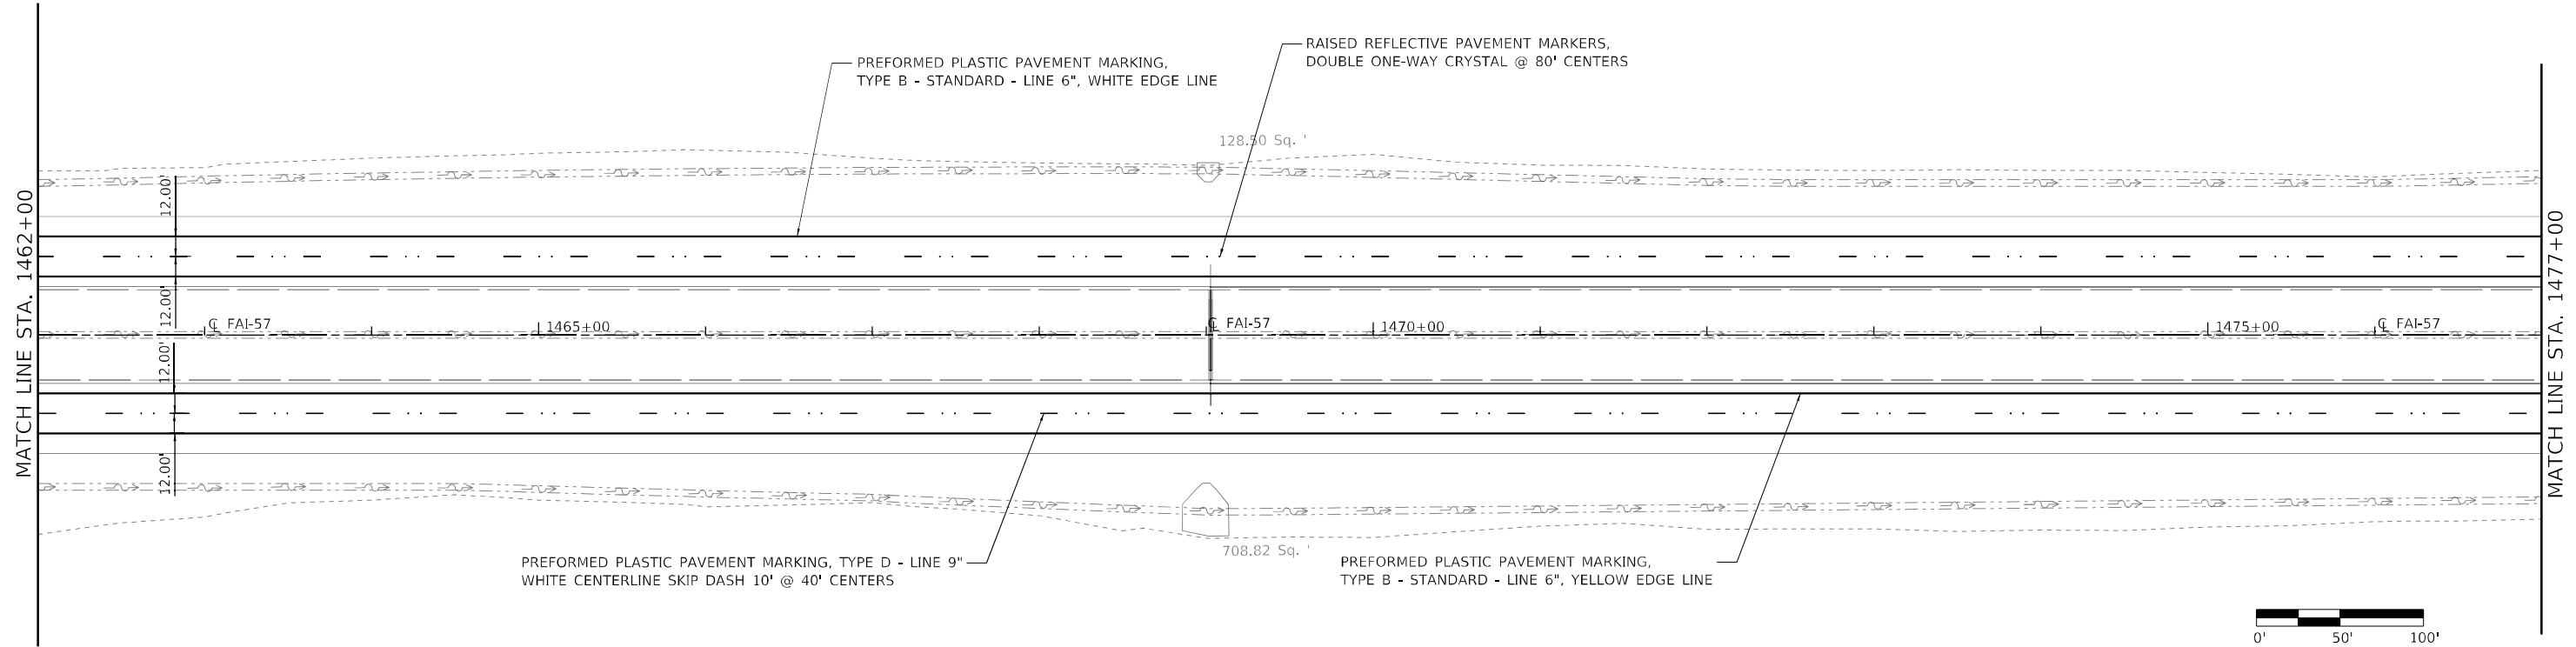 RAISED REFLECTIVE PAVEMENT MARKERS,
DOUBLE ONE-WAY CRYSTAL @ 80' CENTERS
PREFORMED PLASTIC PAVEMENT MARKING,
TYPE B - STANDARD - LINE 6", WHITE EDGE LINE
128.50 Sq. '
MATCH LINE STA. 1462+00
12.00'
12.00'
12.00'
12.00'
℄ FAI-57
1465+00
℄ FAI-57
1470+00
1475+00
℄ FAI-57
MATCH LINE STA. 1477+00
708.82 Sq. '
PREFORMED PLASTIC PAVEMENT MARKING, TYPE D - LINE 9"
WHITE CENTERLINE SKIP DASH 10' @ 40' CENTERS
PREFORMED PLASTIC PAVEMENT MARKING,
TYPE B - STANDARD - LINE 6", YELLOW EDGE LINE
0' 50' 100'